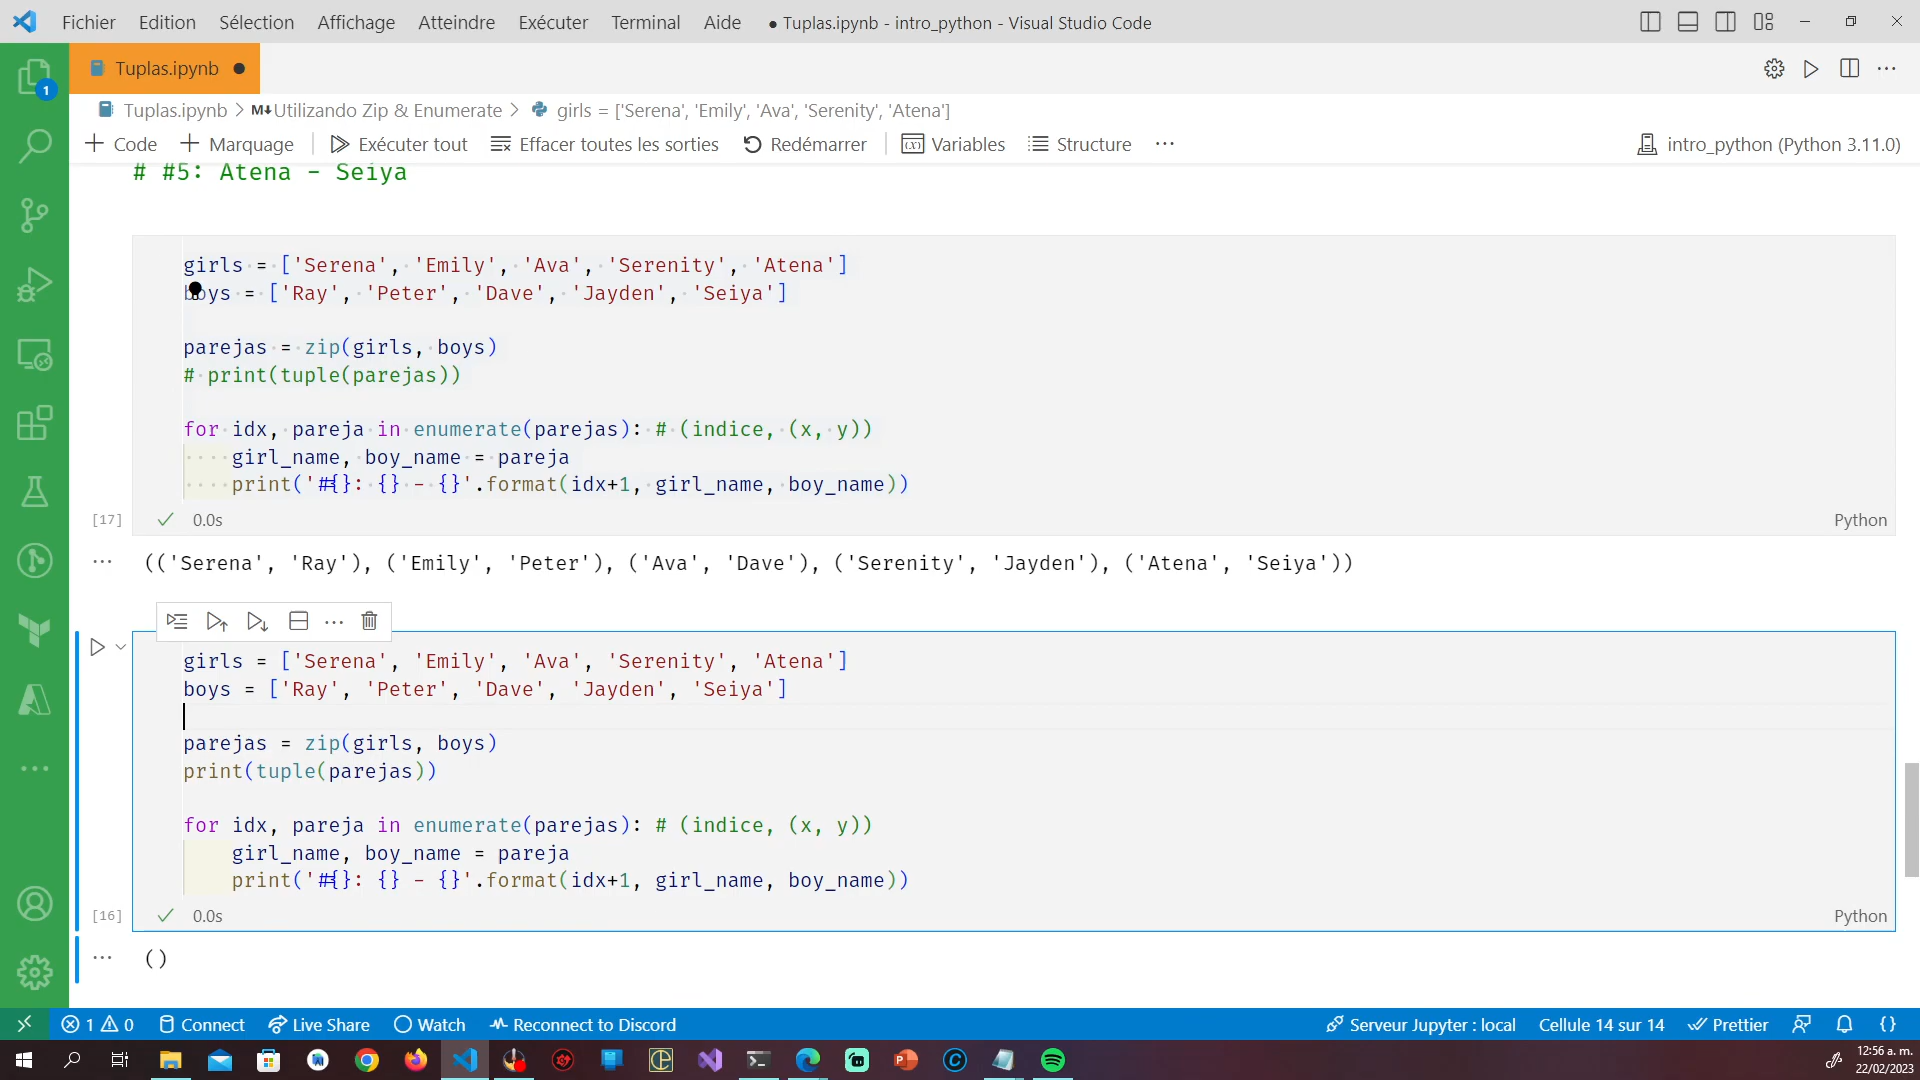 Fichier Edition Sélection Affichage Atteindre Exécuter Terminal Aide ● Tuplas.ipynb - intro_python - Visual Studio Code
1
Tuplas.ipynb ●
Tuplas.ipynb > M↓Utilizando Zip & Enumerate > girls = ['Serena', 'Emily', 'Ava', 'Serenity', 'Atena']
+ Code + Marquage Exécuter tout Effacer toutes les sorties Redémarrer Variables Structure ··· intro_python (Python 3.11.0)
# #5: Atena - Seiya
girls = ['Serena', 'Emily', 'Ava', 'Serenity', 'Atena']
boys = ['Ray', 'Peter', 'Dave', 'Jayden', 'Seiya']
parejas = zip(girls, boys)
# print(tuple(parejas))
for idx, pareja in enumerate(parejas): # (indice, (x, y))
girl_name, boy_name = pareja
print('#{}: {} - {}'.format(idx+1, girl_name, boy_name))
[17] ✓ 0.0s Python
··· (('Serena', 'Ray'), ('Emily', 'Peter'), ('Ava', 'Dave'), ('Serenity', 'Jayden'), ('Atena', 'Seiya'))
girls = ['Serena', 'Emily', 'Ava', 'Serenity', 'Atena']
boys = ['Ray', 'Peter', 'Dave', 'Jayden', 'Seiya']
parejas = zip(girls, boys)
print(tuple(parejas))
for idx, pareja in enumerate(parejas): # (indice, (x, y))
girl_name, boy_name = pareja
print('#{}: {} - {}'.format(idx+1, girl_name, boy_name))
[16] ✓ 0.0s Python
··· ()
1 0 Connect Live Share Watch Reconnect to Discord Serveur Jupyter : local Cellule 14 sur 14 Prettier {}
12:56 a. m.
22/02/2023